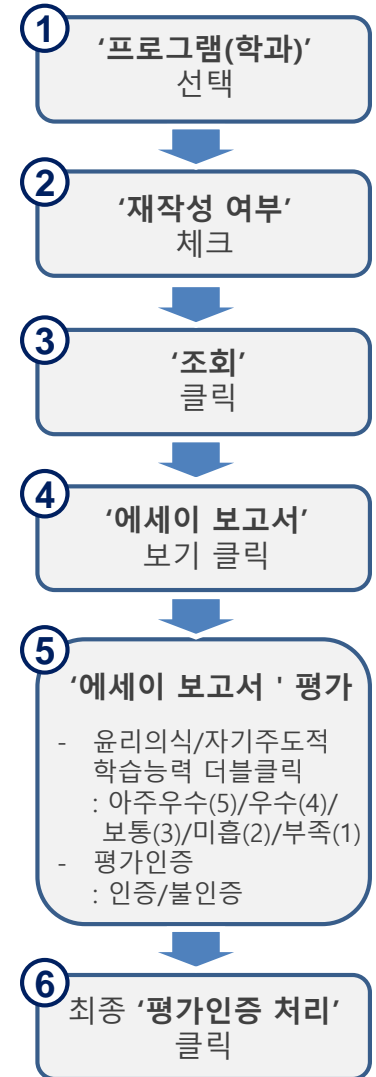 1
‘프로그램(학과)’
선택
2
‘재작성 여부’
체크
3
‘조회’
클릭
4
‘에세이 보고서’
보기 클릭
5
‘에세이 보고서 ' 평가
- 윤리의식/자기주도적
학습능력 더블클릭
: 아주우수(5)/우수(4)/
보통(3)/미흡(2)/부족(1)
- 평가인증
: 인증/불인증
6
최종 ‘평가인증 처리’
클릭